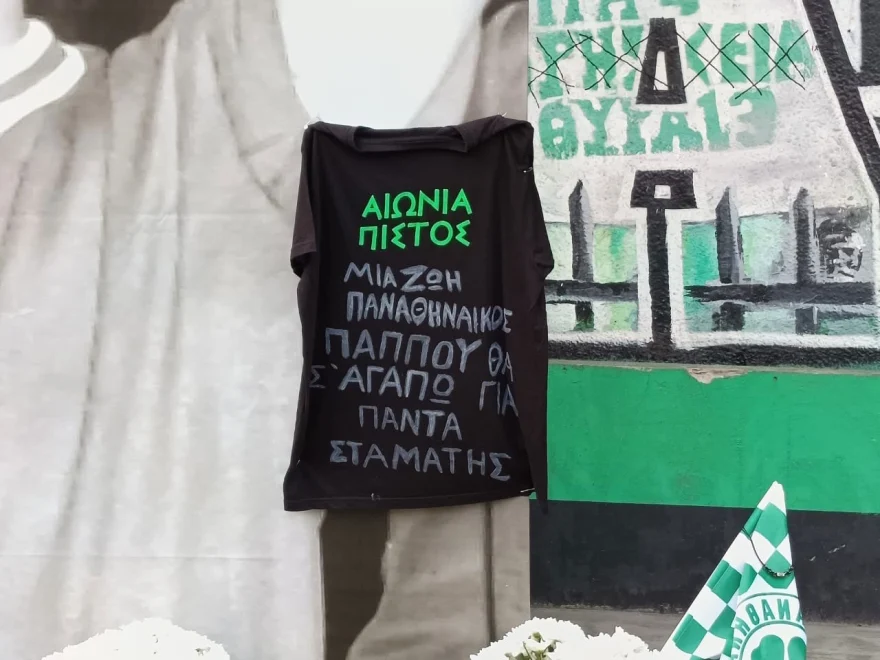 ΑΙΩΝΙΑ
ΠΙΣΤΟΣ
ΜΙΑ ΖΩΗ
ΠΑΝΑΘΗΝΑΙΚΟΣ
ΠΑΠΠΟΥ ΘΑ
Σ' ΑΓΑΠΩ ΓΙΑ
ΠΑΝΤΑ
ΣΤΑΜΑΤΗΣ
ΘΥΡΑ 13